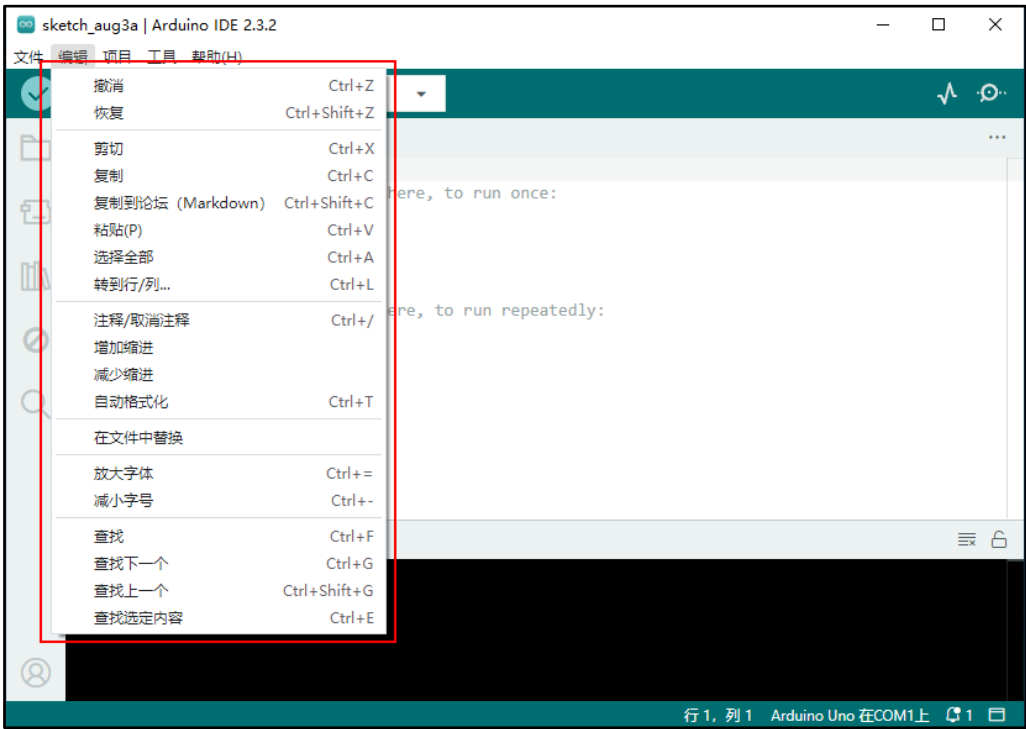 sketch_aug3a | Arduino IDE 2.3.2
文件 编辑 项目 工具 帮助(H)
撤消 Ctrl+Z
恢复 Ctrl+Shift+Z
剪切 Ctrl+X
复制 Ctrl+C
复制到论坛（Markdown） Ctrl+Shift+C
here, to run once:
粘贴(P) Ctrl+V
选择全部 Ctrl+A
转到行/列... Ctrl+L
ere, to run repeatedly:
注释/取消注释 Ctrl+/
增加缩进
减少缩进
自动格式化 Ctrl+T
在文件中替换
放大字体 Ctrl+=
减小字号 Ctrl+-
查找 Ctrl+F
查找下一个 Ctrl+G
查找上一个 Ctrl+Shift+G
查找选定内容 Ctrl+E
行 1, 列 1 Arduino Uno 在COM1上 1